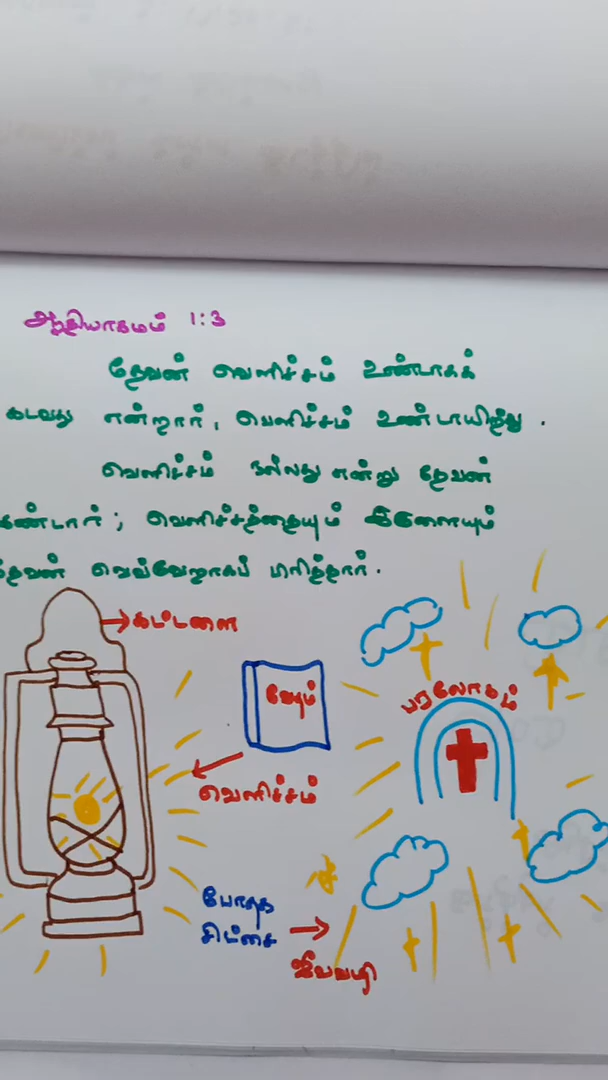 ஆதியாகமம் 1:3
தேவன் வெளிச்சம் உண்டாகக்
கடவது என்றார், வெளிச்சம் உண்டாயிற்று.
வெளிச்சம் நல்லது என்று தேவன்
கண்டார்; வெளிச்சத்தையும் இருளையும்
தேவன் வெவ்வேறாகப் பிரித்தார்.
கட்டளை
வேதம்
பரலோகம்
வெளிச்சம்
போதக
சிட்சை
ஜீவவழி